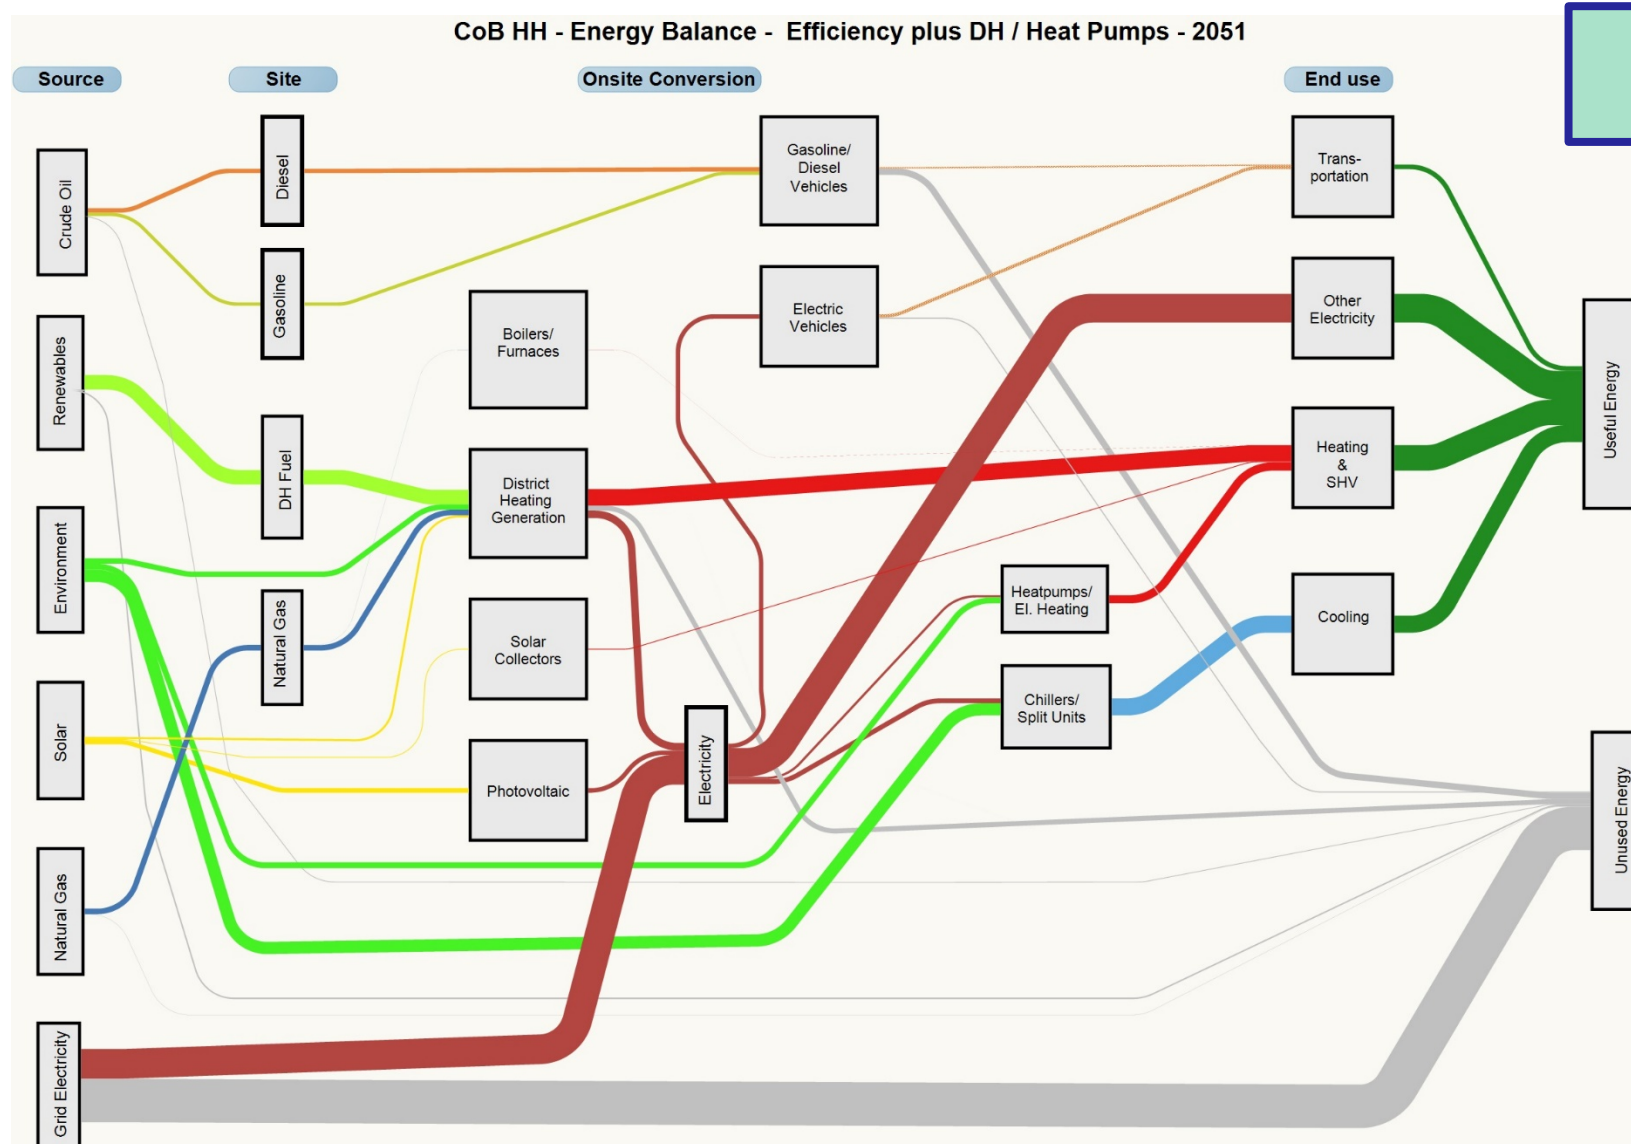 CoB HH - Energy Balance -  Efficiency plus DH / Heat Pumps - 2051
Source
Site
Onsite Conversion
End use
Crude Oil
Renewables
Environment
Solar
Natural Gas
Grid Electricity
Diesel
Gasoline
DH Fuel
Natural Gas
Boilers/
Furnaces
District
Heating
Generation
Solar
Collectors
Photovoltaic
Electricity
Gasoline/
Diesel
Vehicles
Electric
Vehicles
Heatpumps/
El. Heating
Chillers/
Split Units
Trans-
portation
Other
Electricity
Heating
&
SHV
Cooling
Useful Energy
Unused Energy